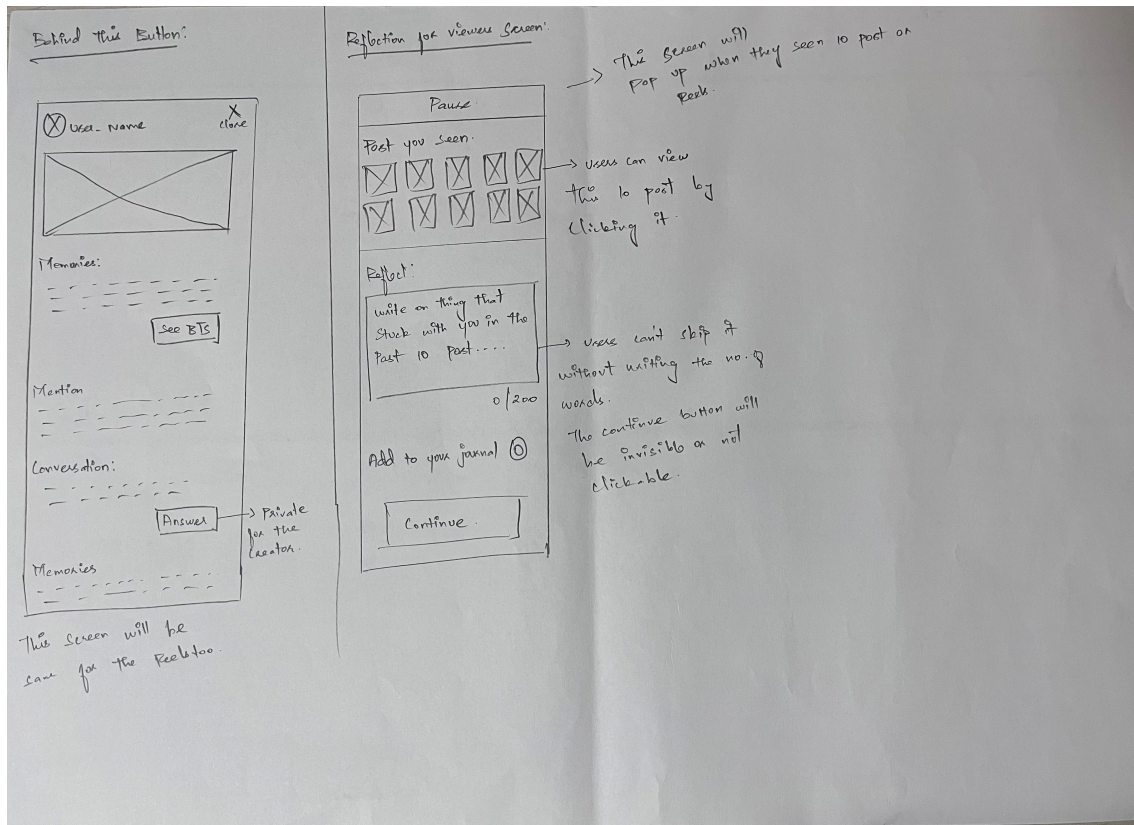 Behind This Button:
X
close
User_Name
Memories:
See BTS
Mention
Conversation:
Answer
Private
for the
Creator.
Memories
This Screen will be
same for the Reels too.
Reflection for viewers Screen:
This Screen will
Pop up when they seen 10 post or
Reels.
Pause
Post you seen.
Users can view
this 10 post by
Clicking it.
Reflect:
write on thing that
Stuck with you in the
Past 10 post....
0/200
Users can't skip it
without writing the no. of
words.
The continue button will
be invisible or not
clickable.
Add to your journal
Continue.